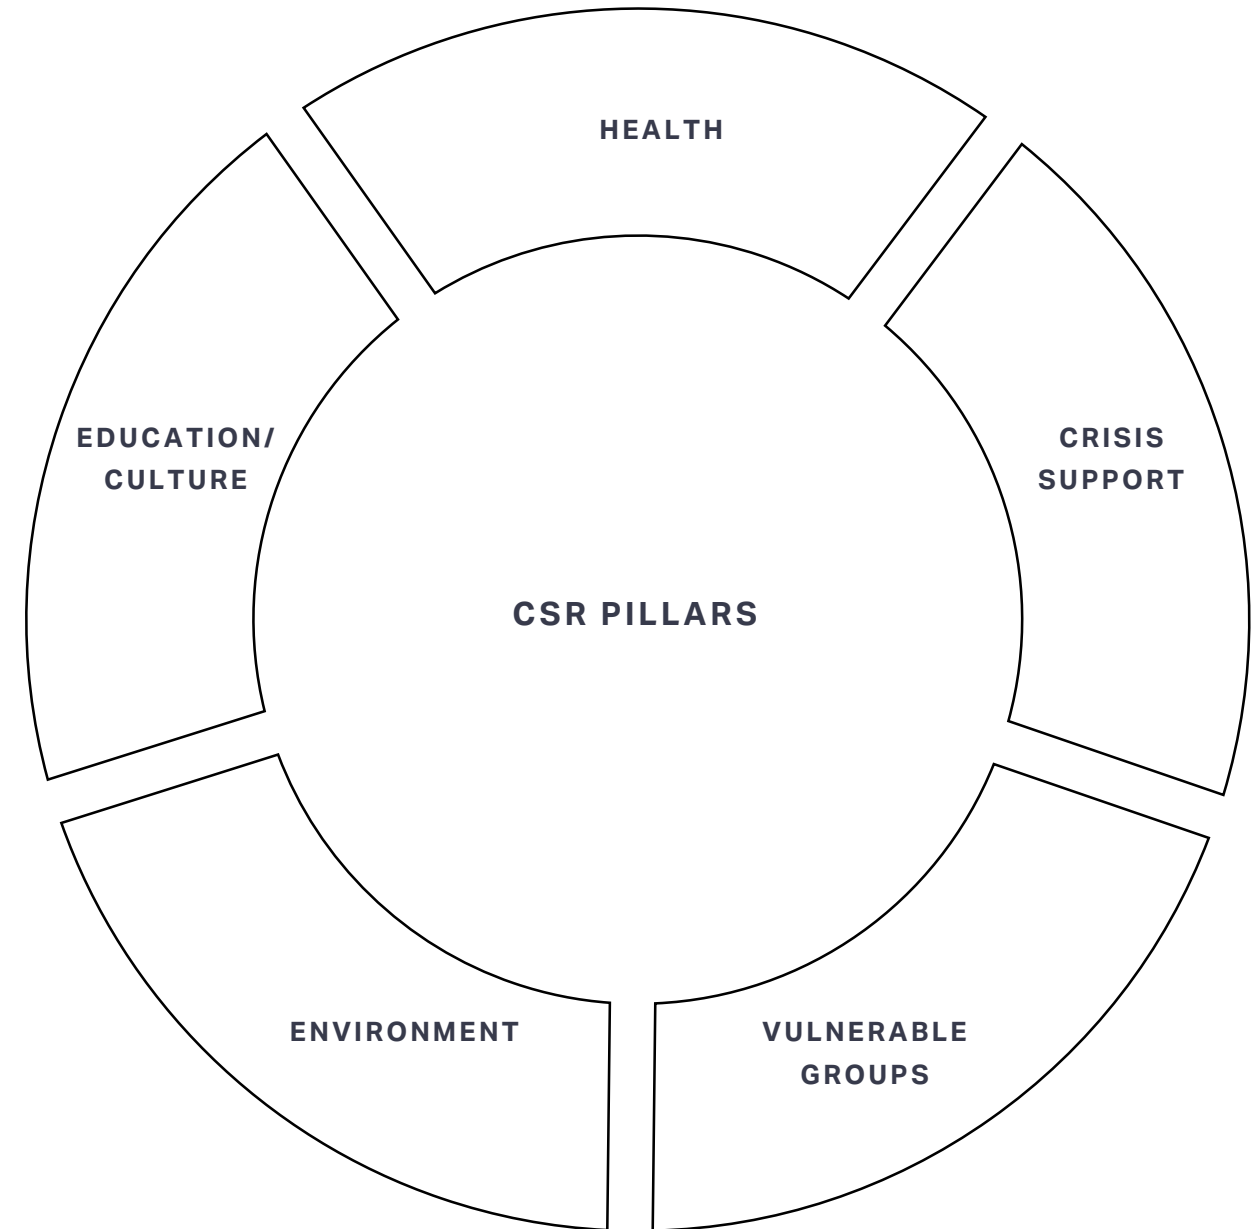 HEALTH
EDUCATION/
CULTURE
CRISIS
SUPPORT
CSR PILLARS
ENVIRONMENT
VULNERABLE
GROUPS